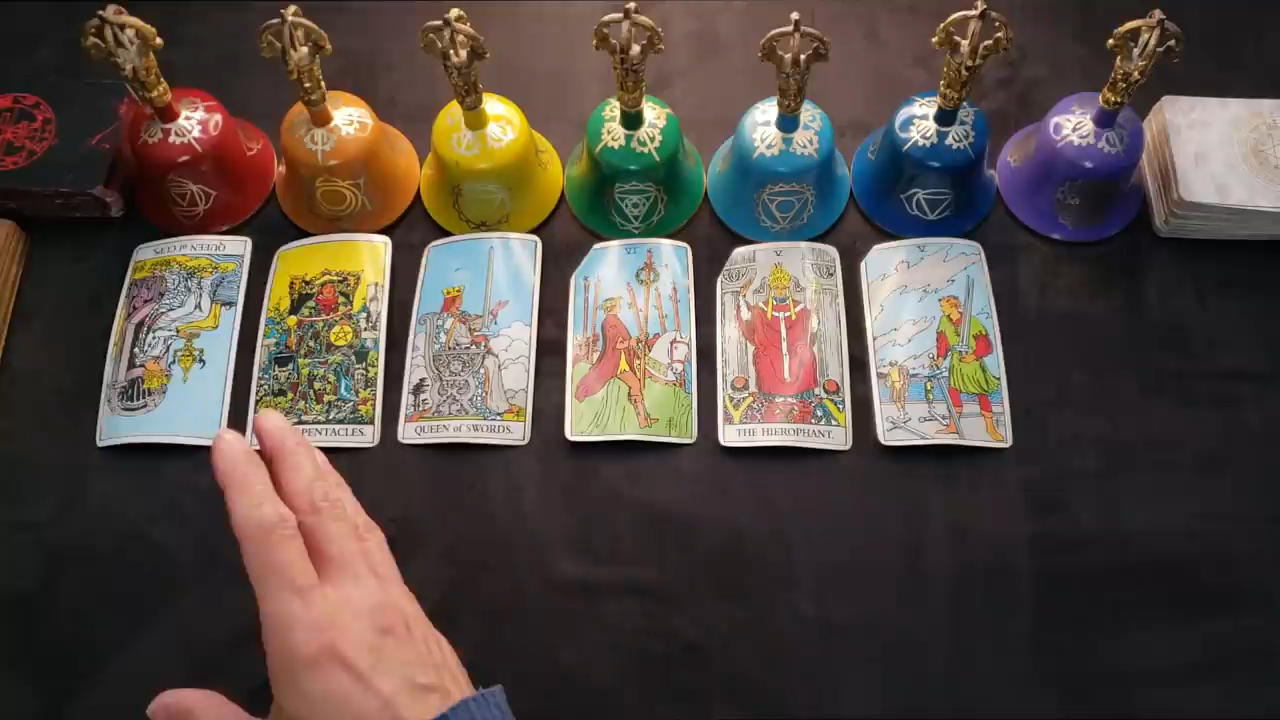 QUEEN of CUPS.
PENTACLES.
QUEEN of SWORDS.
VI
V.
THE HIEROPHANT.
V